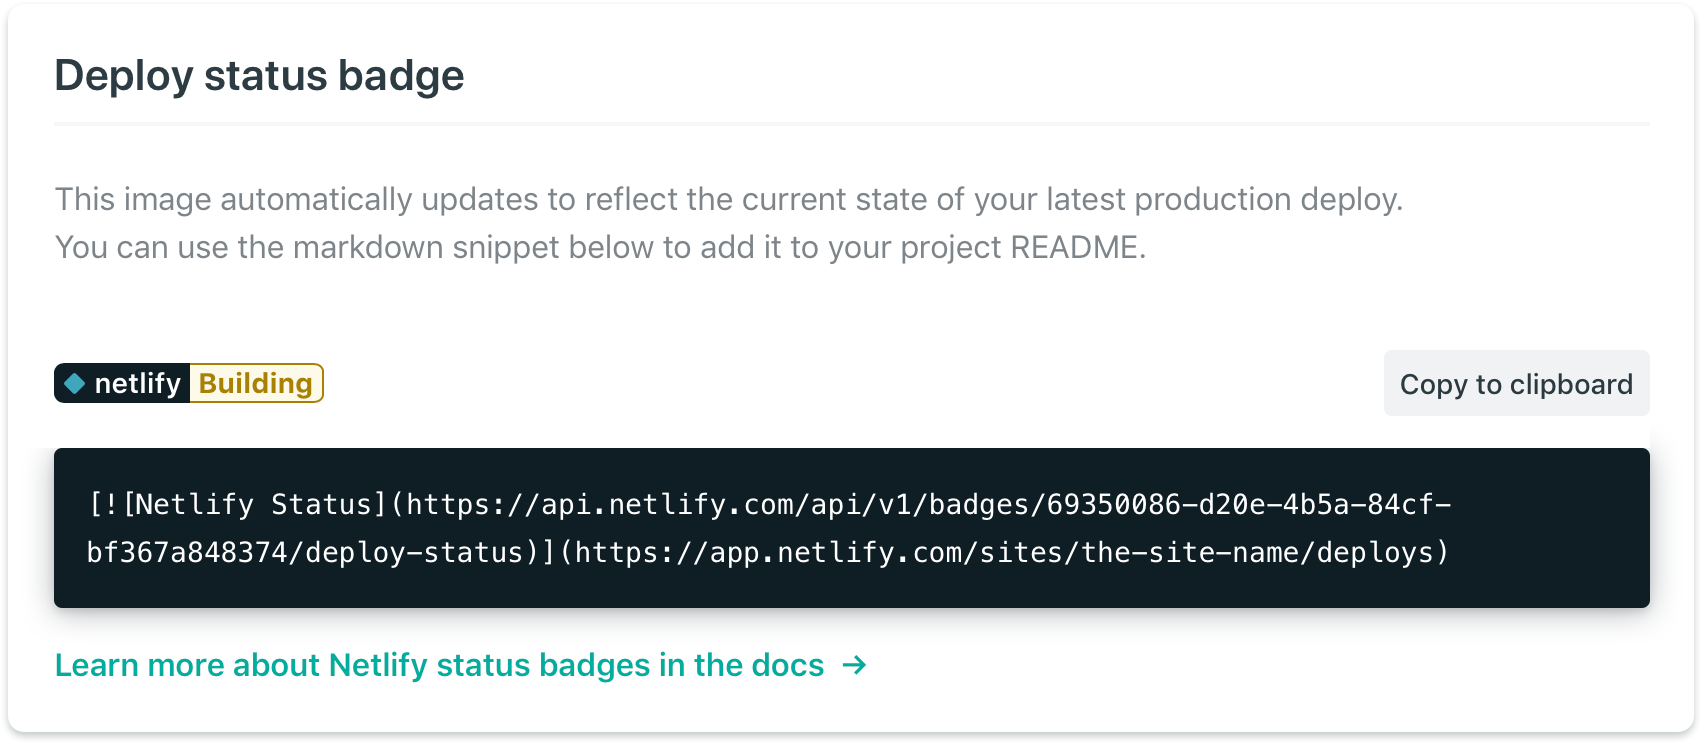 Deploy status badge
This image automatically updates to reflect the current state of your latest production deploy.
You can use the markdown snippet below to add it to your project README.
netlify Building
Copy to clipboard
[![Netlify Status](https://api.netlify.com/api/v1/badges/69350086-d20e-4b5a-84cf-
bf367a848374/deploy-status)](https://app.netlify.com/sites/the-site-name/deploys)
Learn more about Netlify status badges in the docs →